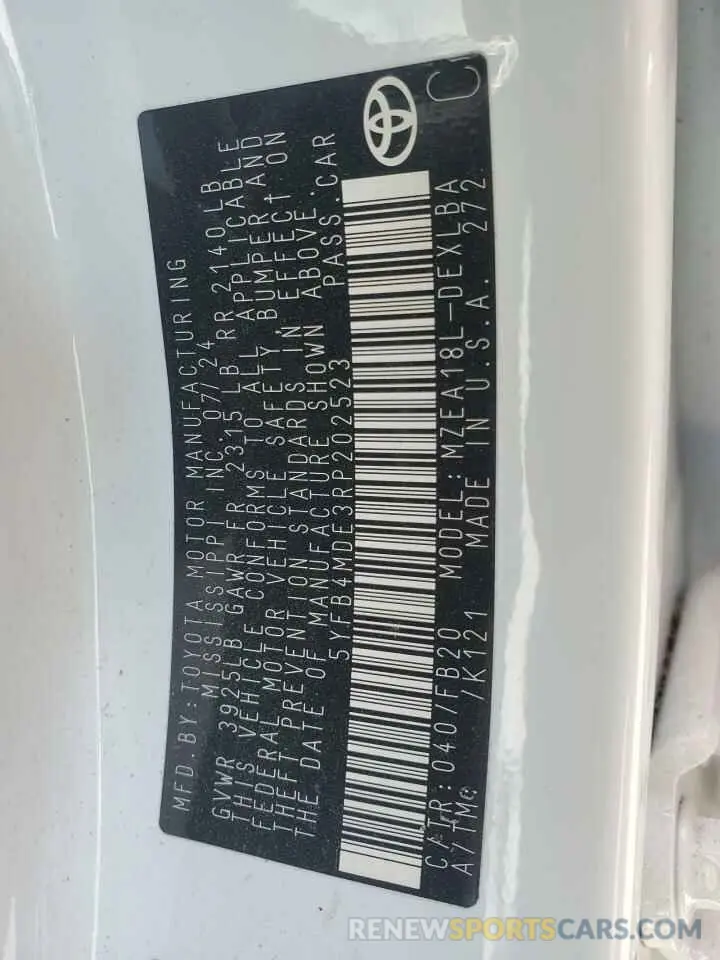 MFD.BY:TOYOTA MOTOR MANUFACTURING
MISSISSIPPI INC. 07/24
GVWR 3925LB GAWR FR 2315 LB RR 2140LB
THIS VEHICLE CONFORMS TO ALL APPLICABLE
FEDERAL MOTOR VEHICLE SAFETY, BUMPER, AND
THEFT PREVENTION STANDARDS IN EFFECT ON
THE DATE OF MANUFACTURE SHOWN ABOVE.
5YFB4MDE3RP202523 PASS.CAR
C/TR:040/FB20 MODEL:MZEA18L-DEXLBA
A/TM: /K121 MADE IN U.S.A. 272
C
RENEWSPORTSCARS.COM